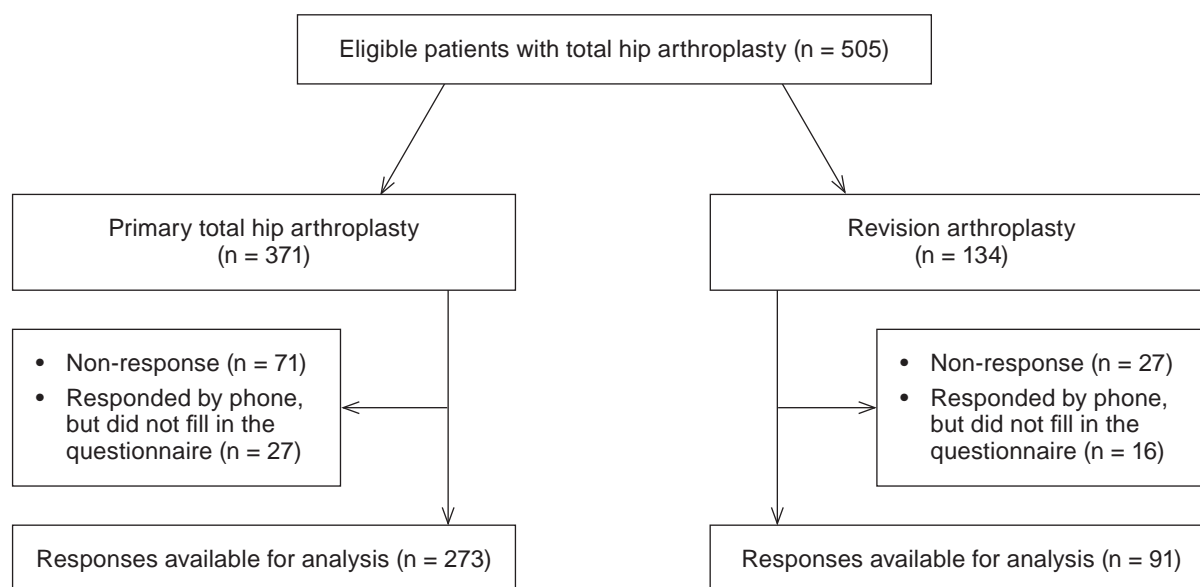 Eligible patients with total hip arthroplasty (n = 505)
Primary total hip arthroplasty
(n = 371)
Revision arthroplasty
(n = 134)
• Non-response (n = 71)
• Responded by phone,
but did not fill in the
questionnaire (n = 27)
• Non-response (n = 27)
• Responded by phone,
but did not fill in the
questionnaire (n = 16)
Responses available for analysis (n = 273)
Responses available for analysis (n = 91)